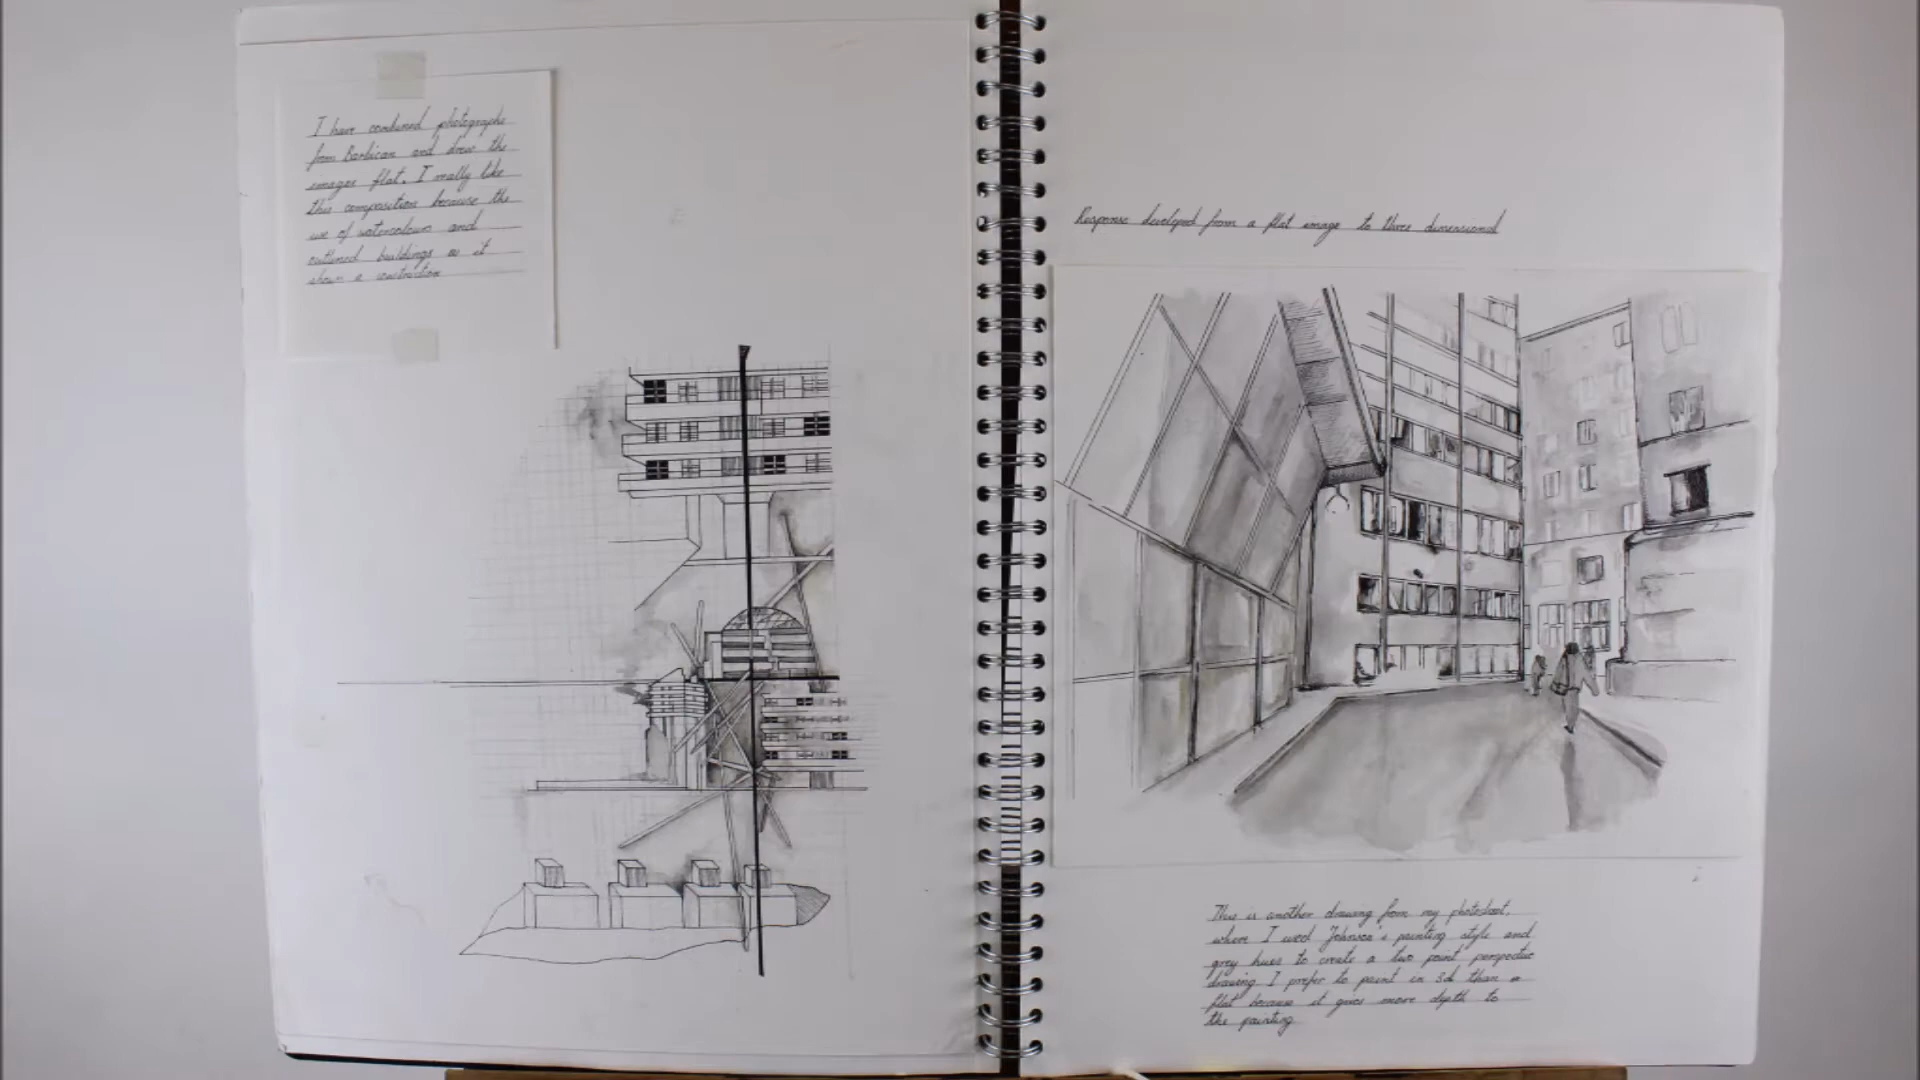 I have combined photographs
from Barbican and drew the
images flat. I really like
this composition because the
use of watercolours and
outlined buildings as it
shows a construction
Response developed from a flat image to three dimensional
This is another drawing from my photoshoot,
where I used Johnson's painting style and
grey hues to create a two point perspective
drawing. I prefer to paint in 3d than a
flat because it gives more depth to
the painting